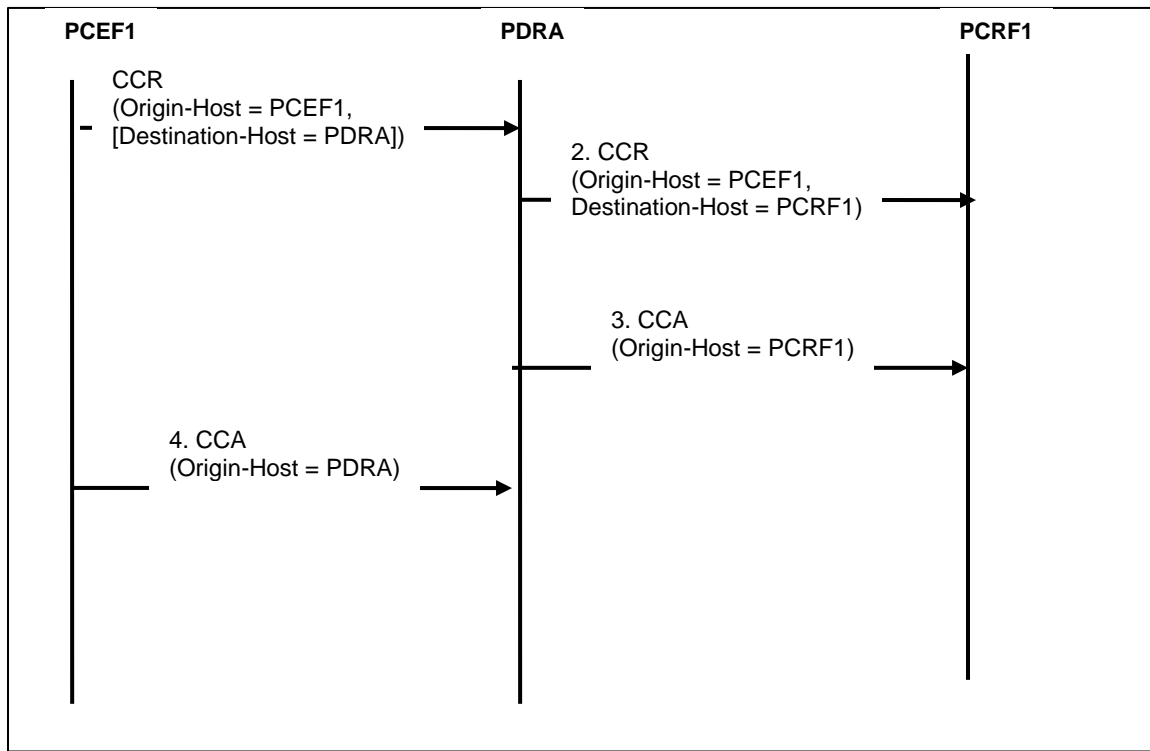 PCEF1
PDRA
PCRF1
CCR
(Origin-Host = PCEF1,
[Destination-Host = PDRA])
2. CCR
(Origin-Host = PCEF1,
Destination-Host = PCRF1)
3. CCA
(Origin-Host = PCRF1)
4. CCA
(Origin-Host = PDRA)